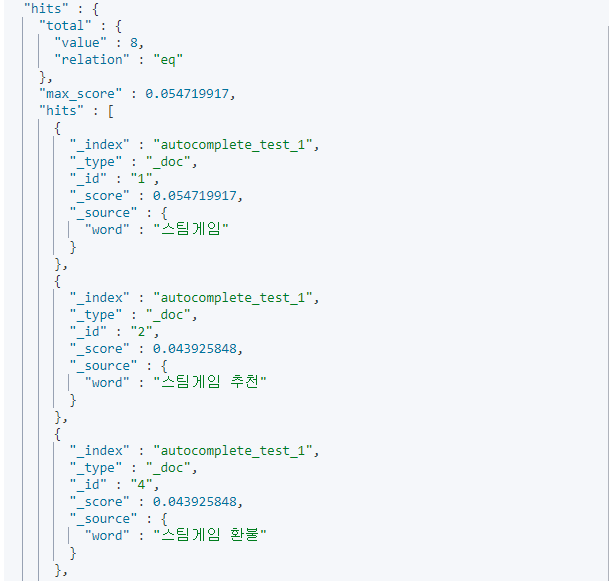 "hits" : {
"total" : {
"value" : 8,
"relation" : "eq"
},
"max_score" : 0.054719917,
"hits" : [
{
"_index" : "autocomplete_test_1",
"_type" : "_doc",
"_id" : "1",
"_score" : 0.054719917,
"_source" : {
"word" : "스팀게임"
}
},
{
"_index" : "autocomplete_test_1",
"_type" : "_doc",
"_id" : "2",
"_score" : 0.043925848,
"_source" : {
"word" : "스팀게임 추천"
}
},
{
"_index" : "autocomplete_test_1",
"_type" : "_doc",
"_id" : "4",
"_score" : 0.043925848,
"_source" : {
"word" : "스팀게임 환불"
}
},